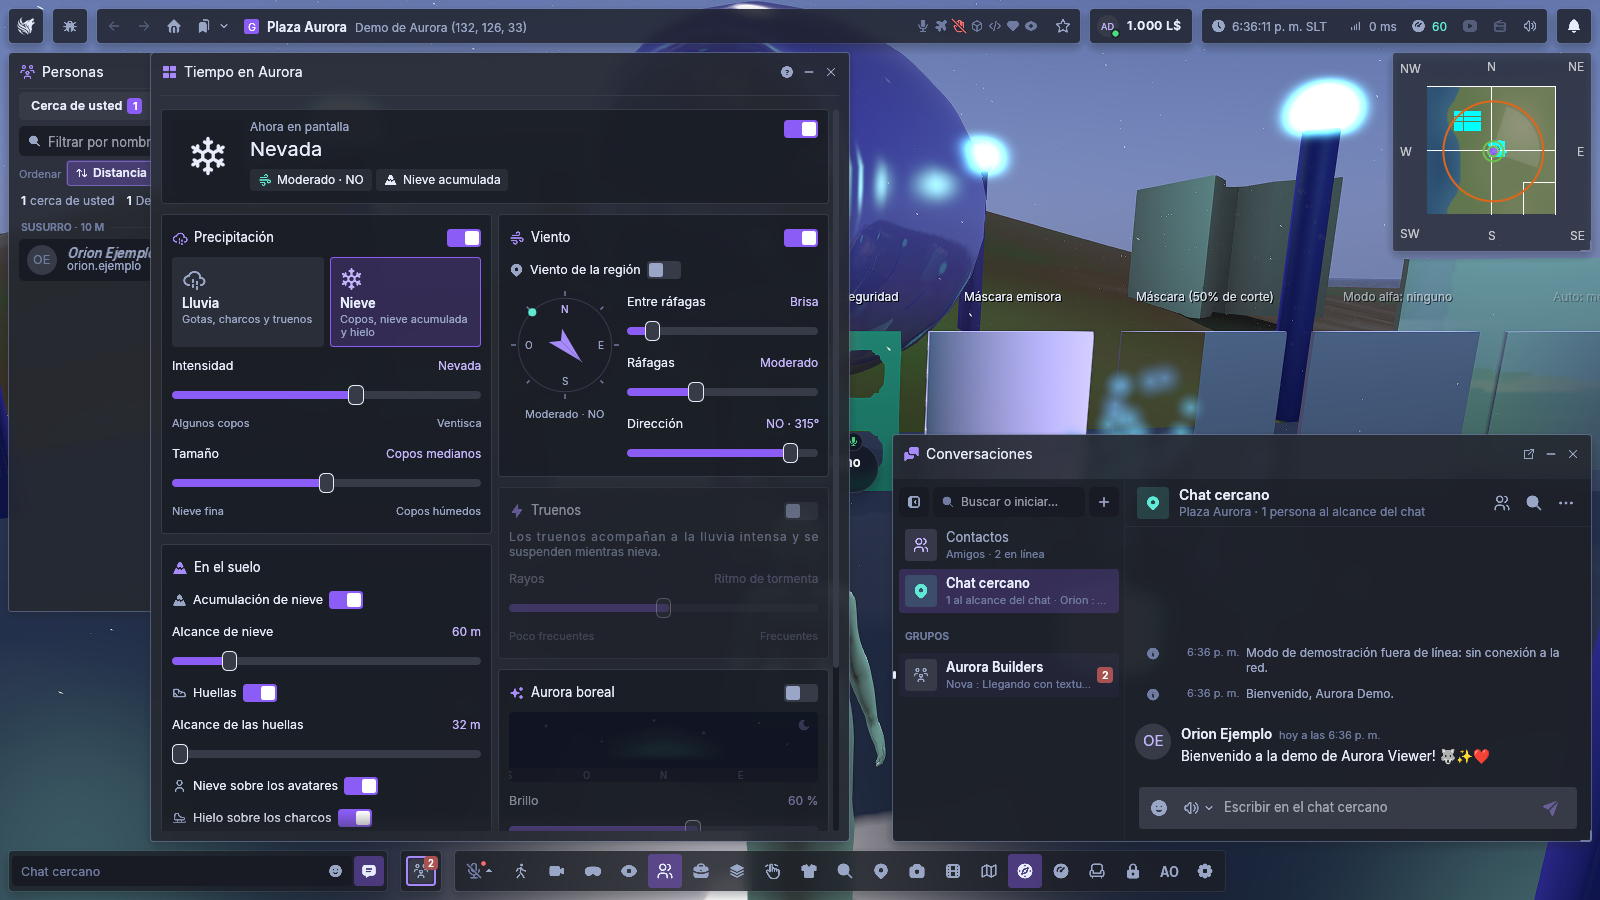 Plaza Aurora Demo de Aurora (132, 126, 33)
AD 1.000 L$
6:36:11 p. m. SLT 0 ms 60
Personas
Cerca de usted 1
Filtrar por nombr
Ordenar Distancia
1 cerca de usted 1 De
SUSURRO · 10 M
OE Orion Ejempl
orion.ejemplo
Tiempo en Aurora
Ahora en pantalla
Nevada
Moderado · NO Nieve acumulada
Precipitación
Lluvia
Gotas, charcos y truenos
Nieve
Copos, nieve acumulada
y hielo
Intensidad Nevada
Algunos copos Ventisca
Tamaño Copos medianos
Nieve fina Copos húmedos
En el suelo
Acumulación de nieve
Alcance de nieve 60 m
Huellas
Alcance de las huellas 32 m
Nieve sobre los avatares
Hielo sobre los charcos
Viento
Viento de la región
N
O E
S
Moderado · NO
Entre ráfagas Brisa
Ráfagas Moderado
Dirección NO · 315°
Truenos
Los truenos acompañan a la lluvia intensa y se
suspenden mientras nieva.
Rayos Ritmo de tormenta
Poco frecuentes Frecuentes
Aurora boreal
S O N E
Brillo 60 %
NW N NE
W E
SW S SE
eguridad
Máscara emisora
Máscara (50% de corte)
Modo alfa: ninguno
Auto: m
no
Conversaciones
Buscar o iniciar...
Contactos
Amigos · 2 en línea
Chat cercano
1 al alcance del chat · Orion : ...
GRUPOS
Aurora Builders
Nova : Llegando con textu... 2
Chat cercano
Plaza Aurora · 1 persona al alcance del chat
6:36 p. m. Modo de demostración fuera de línea: sin conexión a la
red.
6:36 p. m. Bienvenido, Aurora Demo.
OE Orion Ejemplo hoy a las 6:36 p. m.
Bienvenido a la demo de Aurora Viewer! 🐺✨❤️
Escribir en el chat cercano
Chat cercano
2
AO